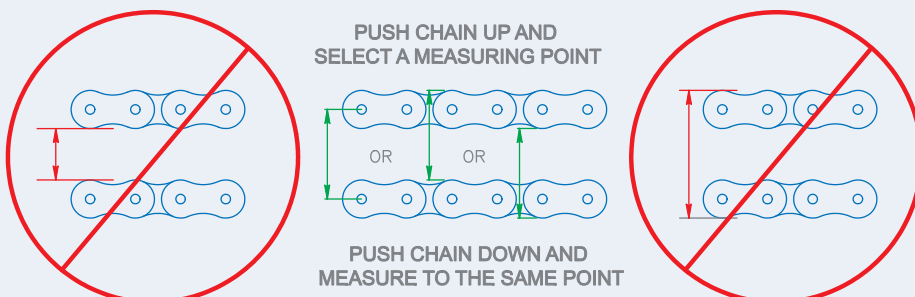 PUSH CHAIN UP AND
SELECT A MEASURING POINT
OR
OR
PUSH CHAIN DOWN AND
MEASURE TO THE SAME POINT